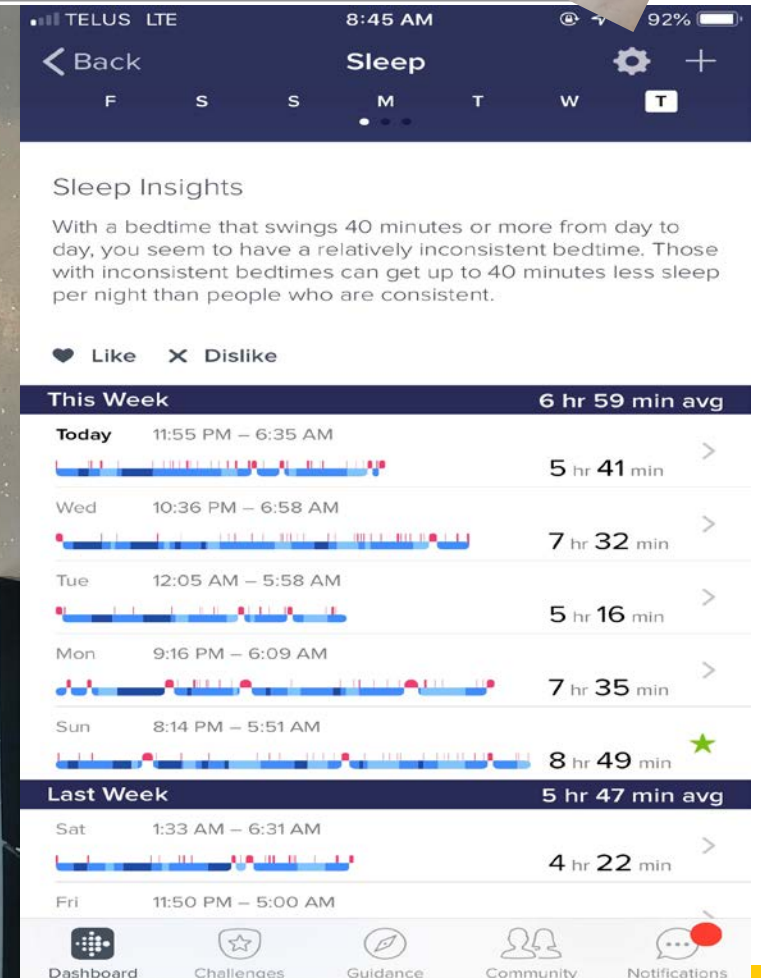 TELUS LTE 8:45 AM 92%
Back Sleep
F S S M T W T
Sleep Insights
With a bedtime that swings 40 minutes or more from day to
day, you seem to have a relatively inconsistent bedtime. Those
with inconsistent bedtimes can get up to 40 minutes less sleep
per night than people who are consistent.
Like Dislike
This Week 6 hr 59 min avg
Today 11:55 PM – 6:35 AM
5 hr 41 min
Wed 10:36 PM – 6:58 AM
7 hr 32 min
Tue 12:05 AM – 5:58 AM
5 hr 16 min
Mon 9:16 PM – 6:09 AM
7 hr 35 min
Sun 8:14 PM – 5:51 AM
8 hr 49 min
Last Week 5 hr 47 min avg
Sat 1:33 AM – 6:31 AM
4 hr 22 min
Fri 11:50 PM – 5:00 AM
Dashboard Challenges Guidance Community Notifications